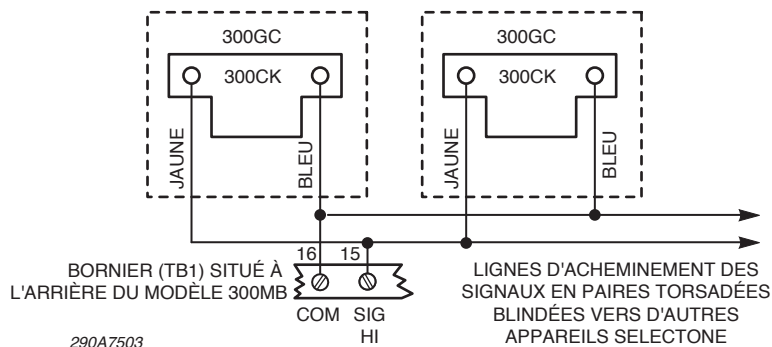 300GC
300CK
JAUNE
BLEU
300GC
300CK
JAUNE
BLEU
16 15
BORNIER (TB1) SITUÉ À
L'ARRIÈRE DU MODÈLE 300MB
COM SIG
HI
LIGNES D'ACHEMINEMENT DES
SIGNAUX EN PAIRES TORSADÉES
BLINDÉES VERS D'AUTRES
APPAREILS SELECTONE
290A7503